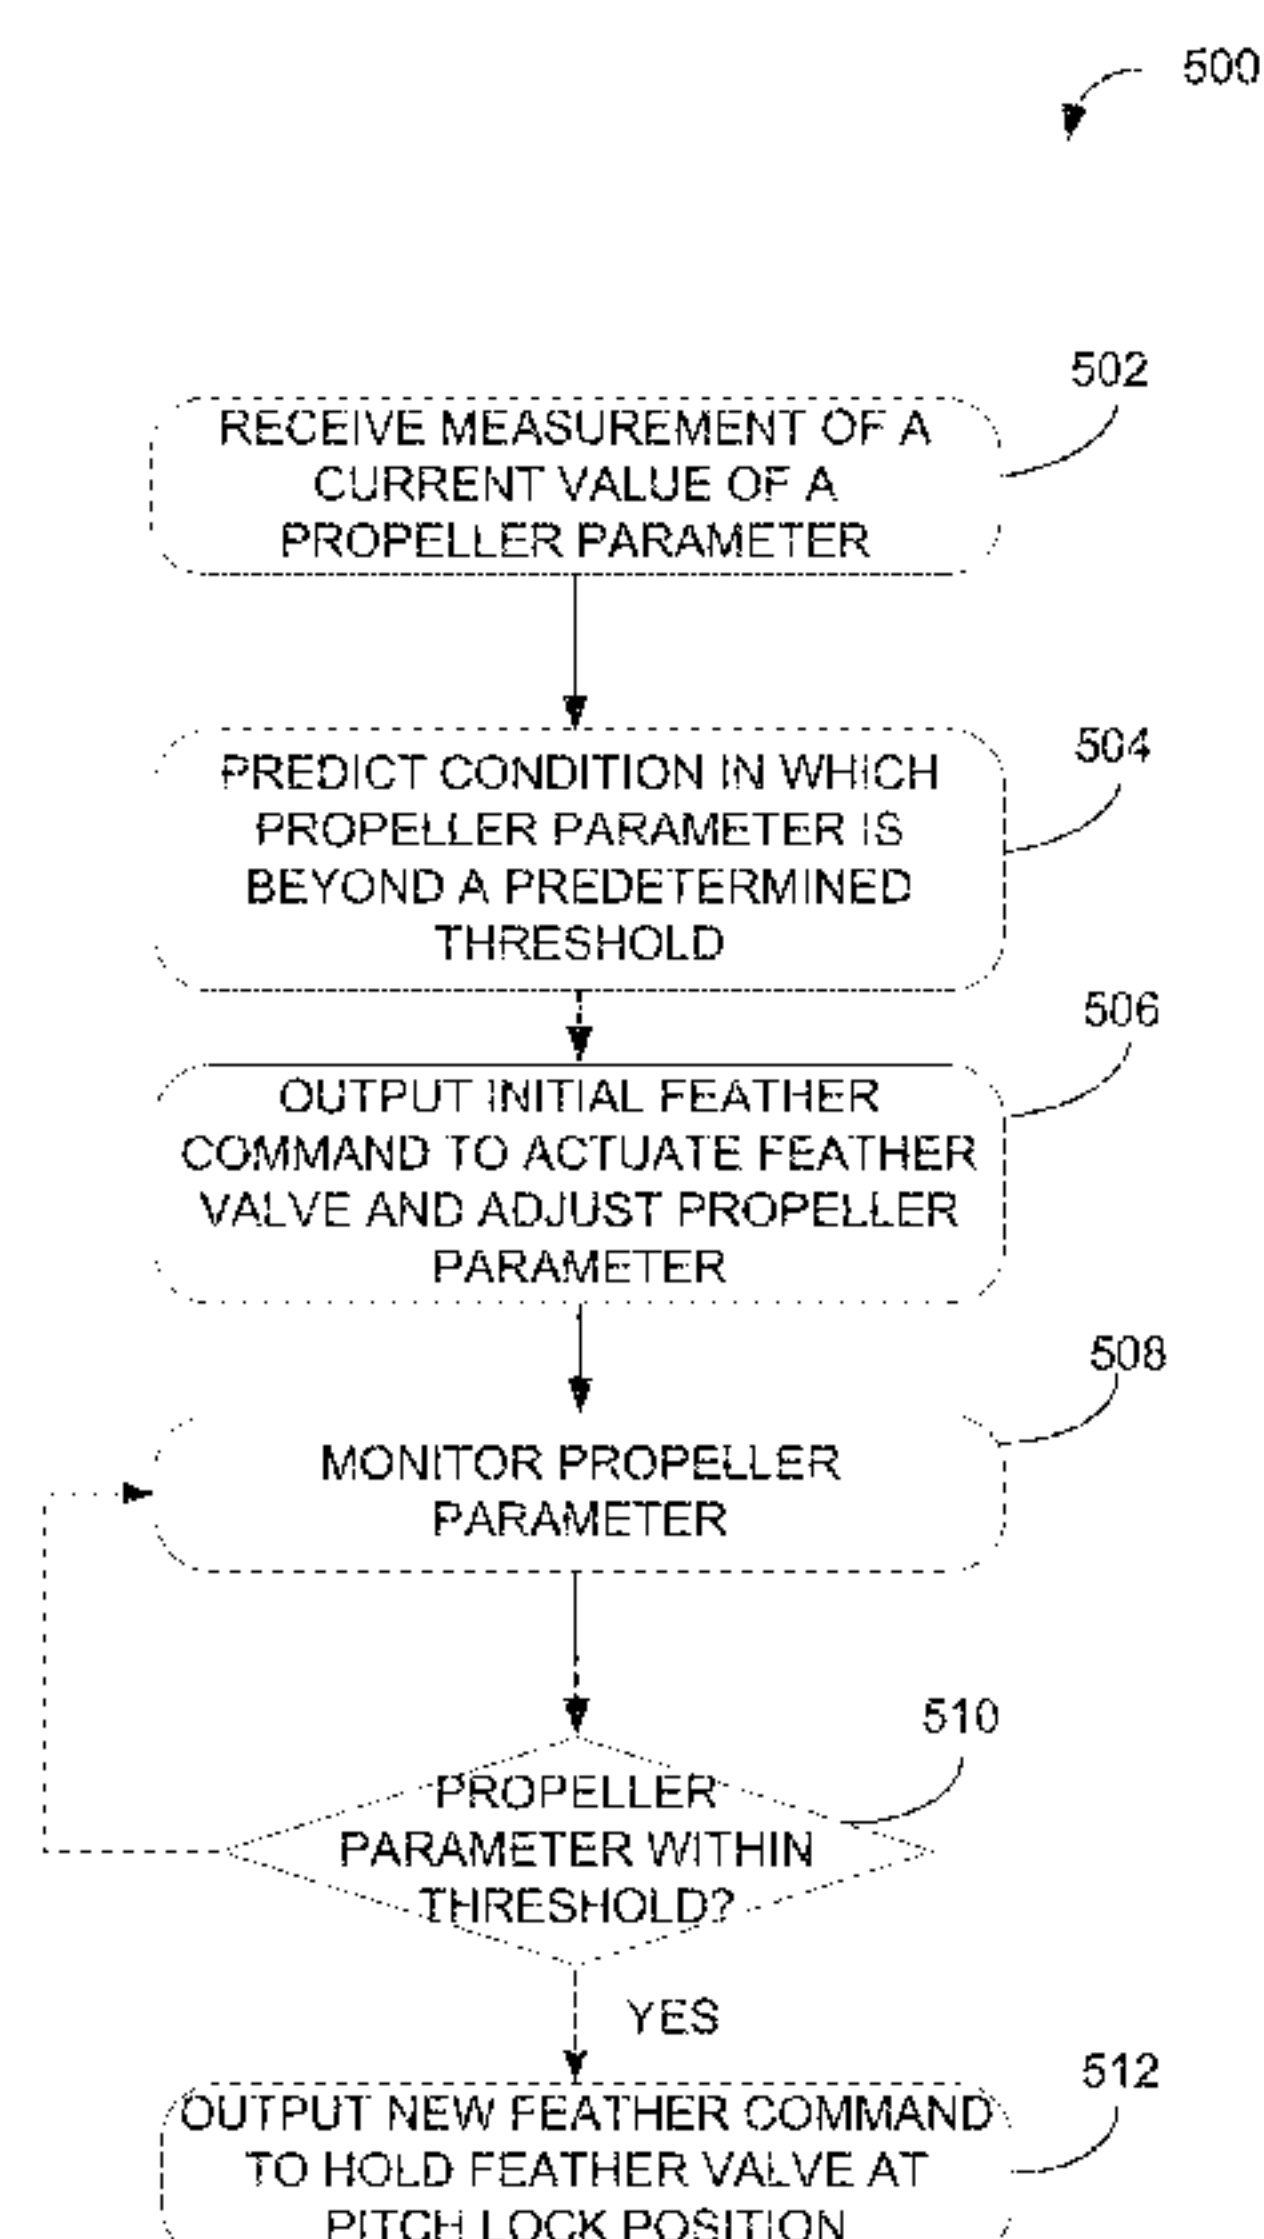 500
502
RECEIVE MEASUREMENT OF A
CURRENT VALUE OF A
PROPELLER PARAMETER
504
PREDICT CONDITION IN WHICH
PROPELLER PARAMETER IS
BEYOND A PREDETERMINED
THRESHOLD
506
OUTPUT INITIAL FEATHER
COMMAND TO ACTUATE FEATHER
VALVE AND ADJUST PROPELLER
PARAMETER
508
MONITOR PROPELLER
PARAMETER
510
PROPELLER
PARAMETER WITHIN
THRESHOLD?
YES
512
OUTPUT NEW FEATHER COMMAND
TO HOLD FEATHER VALVE AT
PITCH LOCK POSITION